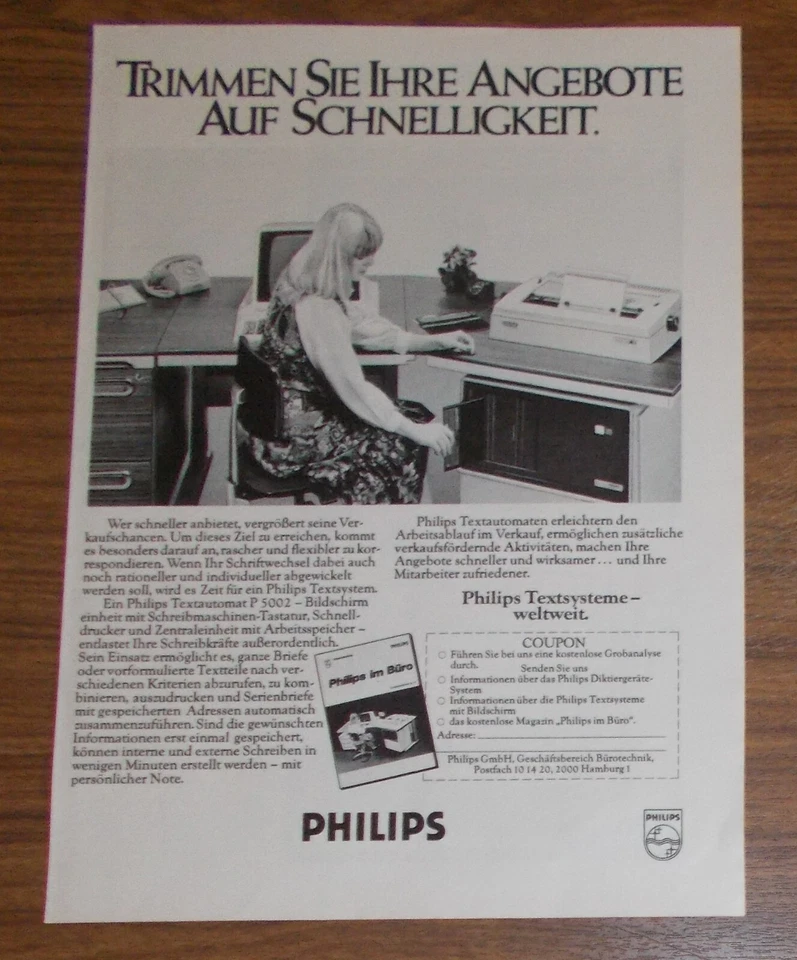 TRIMMEN SIE IHRE ANGEBOTE
AUF SCHNELLIGKEIT.
Wer schneller anbietet, vergrößert seine Ver-
kaufschancen. Um dieses Ziel zu erreichen, kommt
es besonders darauf an, rascher und flexibler zu kor-
respondieren. Wenn Ihr Schriftwechsel dabei auch
noch rationeller und individueller abgewickelt
werden soll, wird es Zeit für ein Philips Textsystem.
Ein Philips Textautomat P 5002 – Bildschirm
einheit mit Schreibmaschinen-Tastatur, Schnell-
drucker und Zentraleinheit mit Arbeitsspeicher –
entlastet Ihre Schreibkräfte außerordentlich.
Sein Einsatz ermöglicht es, ganze Briefe
oder vorformulierte Textteile nach ver-
schiedenen Kriterien abzurufen, zu kom-
binieren, auszudrucken und Serienbriefe
mit gespeicherten Adressen automatisch
zusammenzuführen. Sind die gewünschten
Informationen erst einmal gespeichert,
können interne und externe Schreiben in
wenigen Minuten erstellt werden – mit
persönlicher Note.
Philips im Büro
Philips Textautomaten erleichtern den
Arbeitsablauf im Verkauf, ermöglichen zusätzliche
verkaufsfördernde Aktivitäten, machen Ihre
Angebote schneller und wirksamer... und Ihre
Mitarbeiter zufriedener.
Philips Textsysteme –
weltweit.
COUPON
Führen Sie bei uns eine kostenlose Grobanalyse
durch. Senden Sie uns
Informationen über das Philips Diktiergeräte-
System
Informationen über die Philips Textsysteme
mit Bildschirm
das kostenlose Magazin „Philips im Büro“.
Adresse:
Philips GmbH, Geschäftsbereich Bürotechnik,
Postfach 10 14 20, 2000 Hamburg 1
PHILIPS
PHILIPS